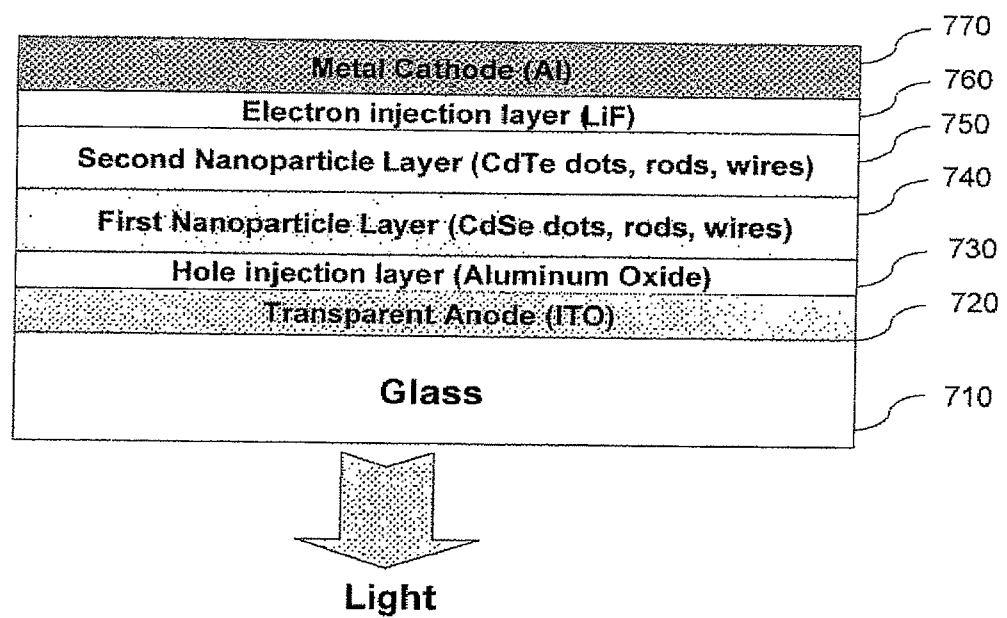 770
Metal Cathode (Al)
760
Electron injection layer (LiF)
750
Second Nanoparticle Layer (CdTe dots, rods, wires)
740
First Nanoparticle Layer (CdSe dots, rods, wires)
730
Hole injection layer (Aluminum Oxide)
720
Transparent Anode (ITO)
710
Glass
Light